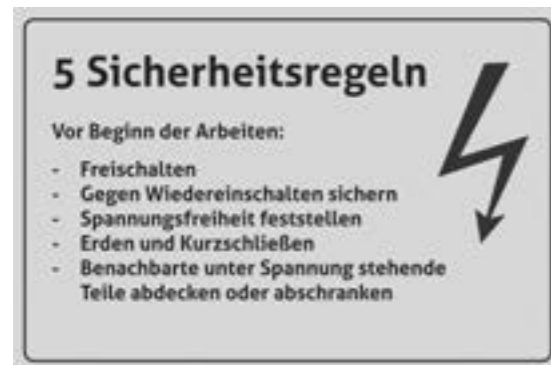 5 Sicherheitsregeln
Vor Beginn der Arbeiten:
- Freischalten
- Gegen Wiedereinschalten sichern
- Spannungsfreiheit feststellen
- Erden und Kurzschließen
- Benachbarte unter Spannung stehende
Teile abdecken oder abschranken